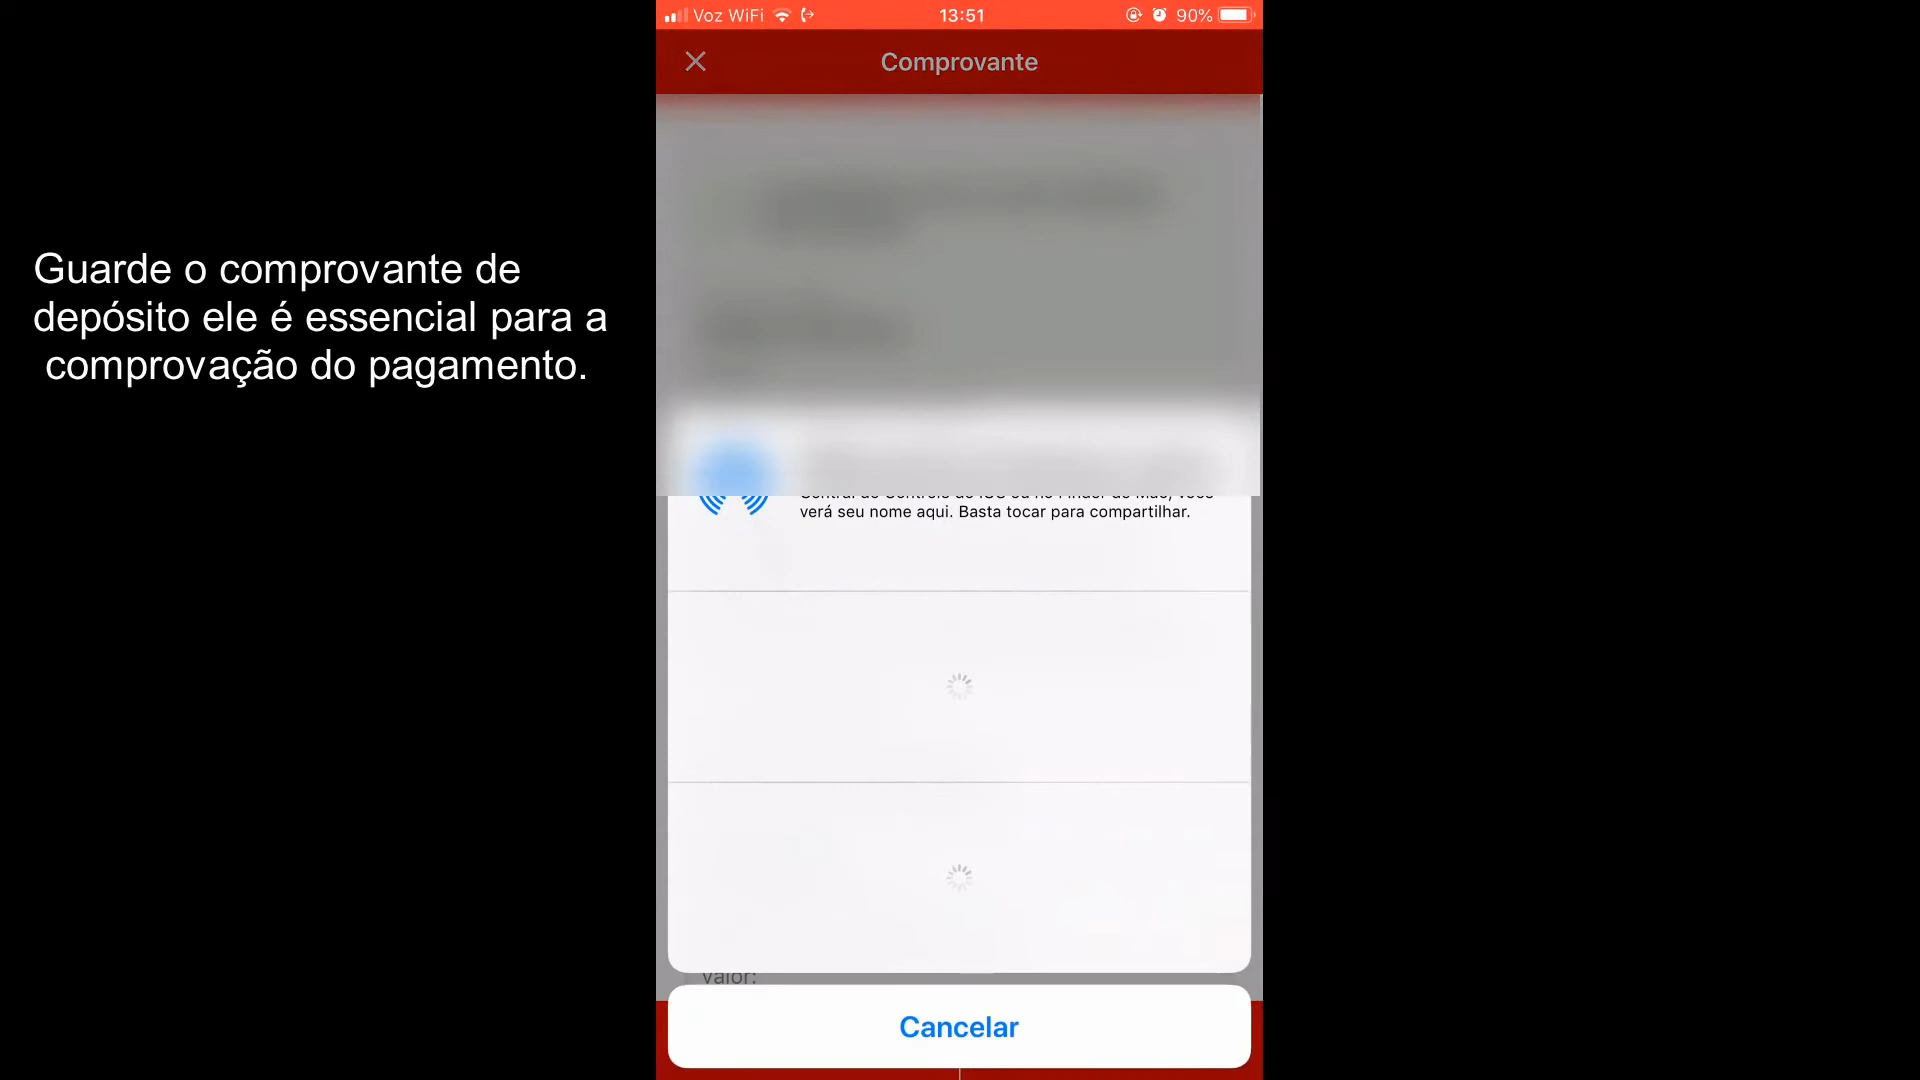 Voz WiFi 13:51 90%
Comprovante
Guarde o comprovante de
depósito ele é essencial para a
comprovação do pagamento.
verá seu nome aqui. Basta tocar para compartilhar.
Valor:
Cancelar